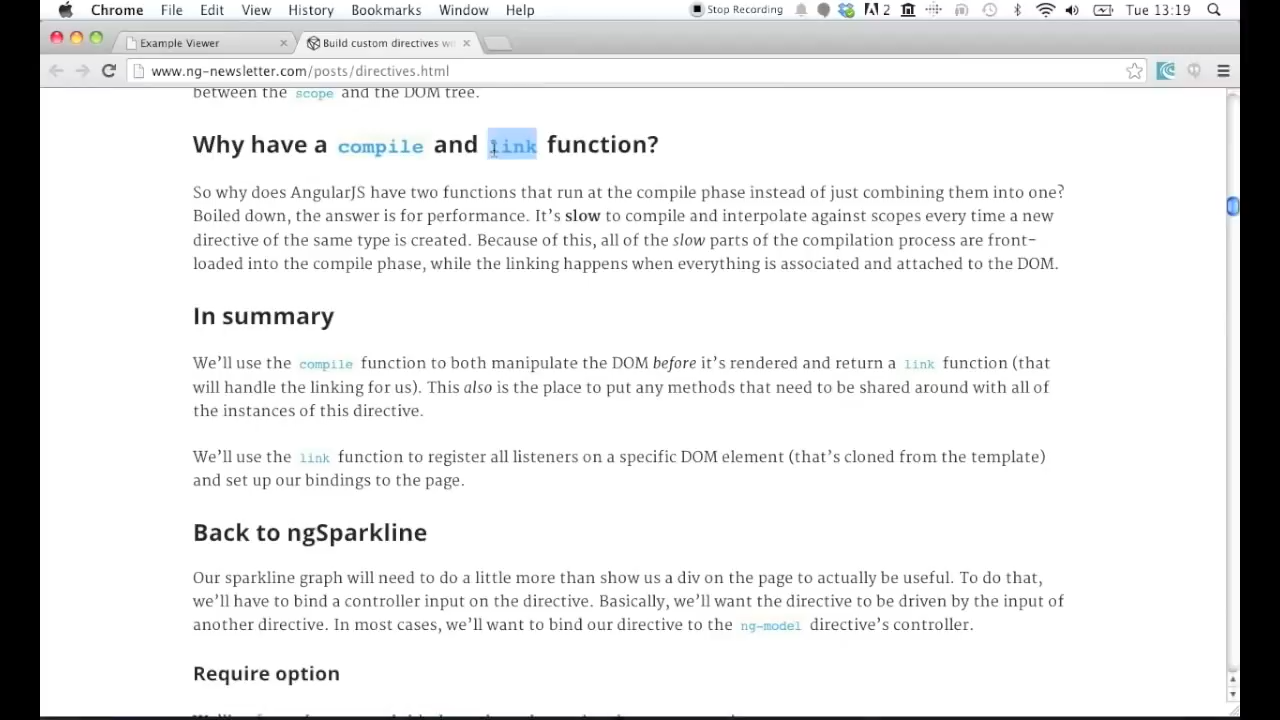 Chrome File Edit View History Bookmarks Window Help Stop Recording 2 Tue 13:19
Example Viewer Build custom directives wi
www.ng-newsletter.com/posts/directives.html
between the scope and the DOM tree.
Why have a compile and link function?
So why does AngularJS have two functions that run at the compile phase instead of just combining them into one?
Boiled down, the answer is for performance. It’s slow to compile and interpolate against scopes every time a new
directive of the same type is created. Because of this, all of the slow parts of the compilation process are front-
loaded into the compile phase, while the linking happens when everything is associated and attached to the DOM.
In summary
We’ll use the compile function to both manipulate the DOM before it’s rendered and return a link function (that
will handle the linking for us). This also is the place to put any methods that need to be shared around with all of
the instances of this directive.
We’ll use the link function to register all listeners on a specific DOM element (that’s cloned from the template)
and set up our bindings to the page.
Back to ngSparkline
Our sparkline graph will need to do a little more than show us a div on the page to actually be useful. To do that,
we’ll have to bind a controller input on the directive. Basically, we’ll want the directive to be driven by the input of
another directive. In most cases, we’ll want to bind our directive to the ng-model directive’s controller.
Require option